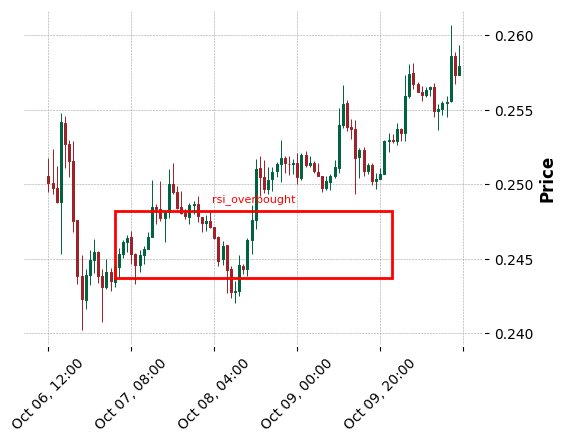 0.260
0.255
0.250
rsi_overbought
0.245
0.240
Price
Oct 06, 12:00
Oct 07, 08:00
Oct 08, 04:00
Oct 09, 00:00
Oct 09, 20:00